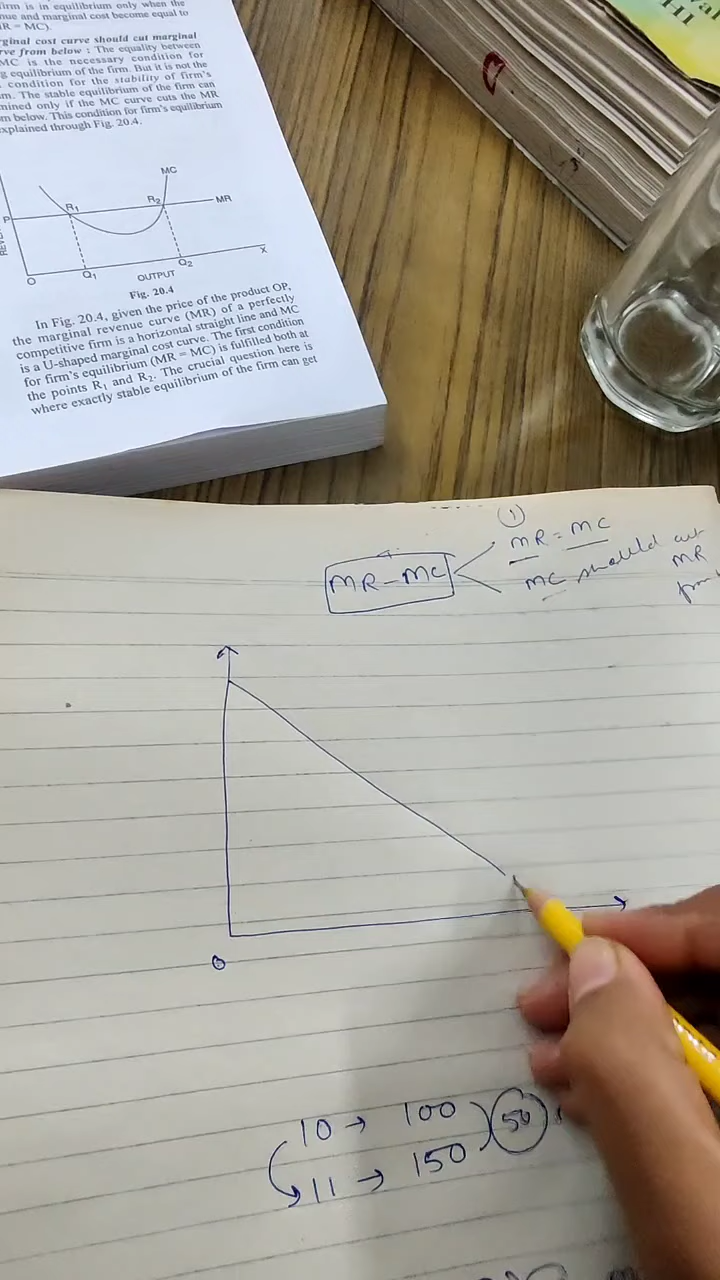 firm is in equilibrium only when the
nue and marginal cost become equal to
R = MC).
rginal cost curve should cut marginal
rve from below : The equality between
MC is the necessary condition for
g equilibrium of the firm. But it is not the
condition for the stability of firm's
m. The stable equilibrium of the firm can
mined only if the MC curve cuts the MR
m below. This condition for firm's equilibrium
xplained through Fig. 20.4.
MC
R1 R2 MR
P
REV
O Q1 OUTPUT Q2 X
Fig. 20.4
In Fig. 20.4, given the price of the product OP,
the marginal revenue curve (MR) of a perfectly
competitive firm is a horizontal straight line and MC
is a U-shaped marginal cost curve. The first condition
for firm's equilibrium (MR = MC) is fulfilled both at
the points R1 and R2. The crucial question here is
where exactly stable equilibrium of the firm can get
HI
MR - MC
1
MR = MC
MC should cut
MR
O
10 → 100
11 → 150
50